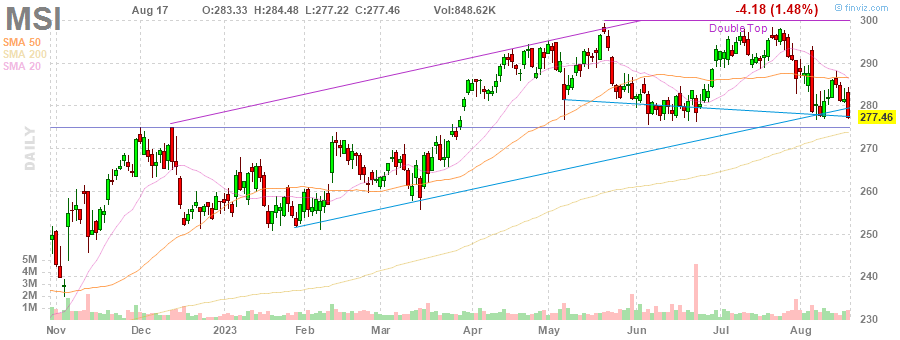 MSI
Aug 17
O:283.33 H:284.48 L:277.22 C:277.46
Vol:848.62K
-4.18 (1.48%)
© finviz.com
SMA 50
SMA 200
SMA 20
Double Top
DAILY
300
290
280
277.46
270
260
250
240
230
5M
4M
3M
2M
1M
Nov Dec 2023 Feb Mar Apr May Jun Jul Aug